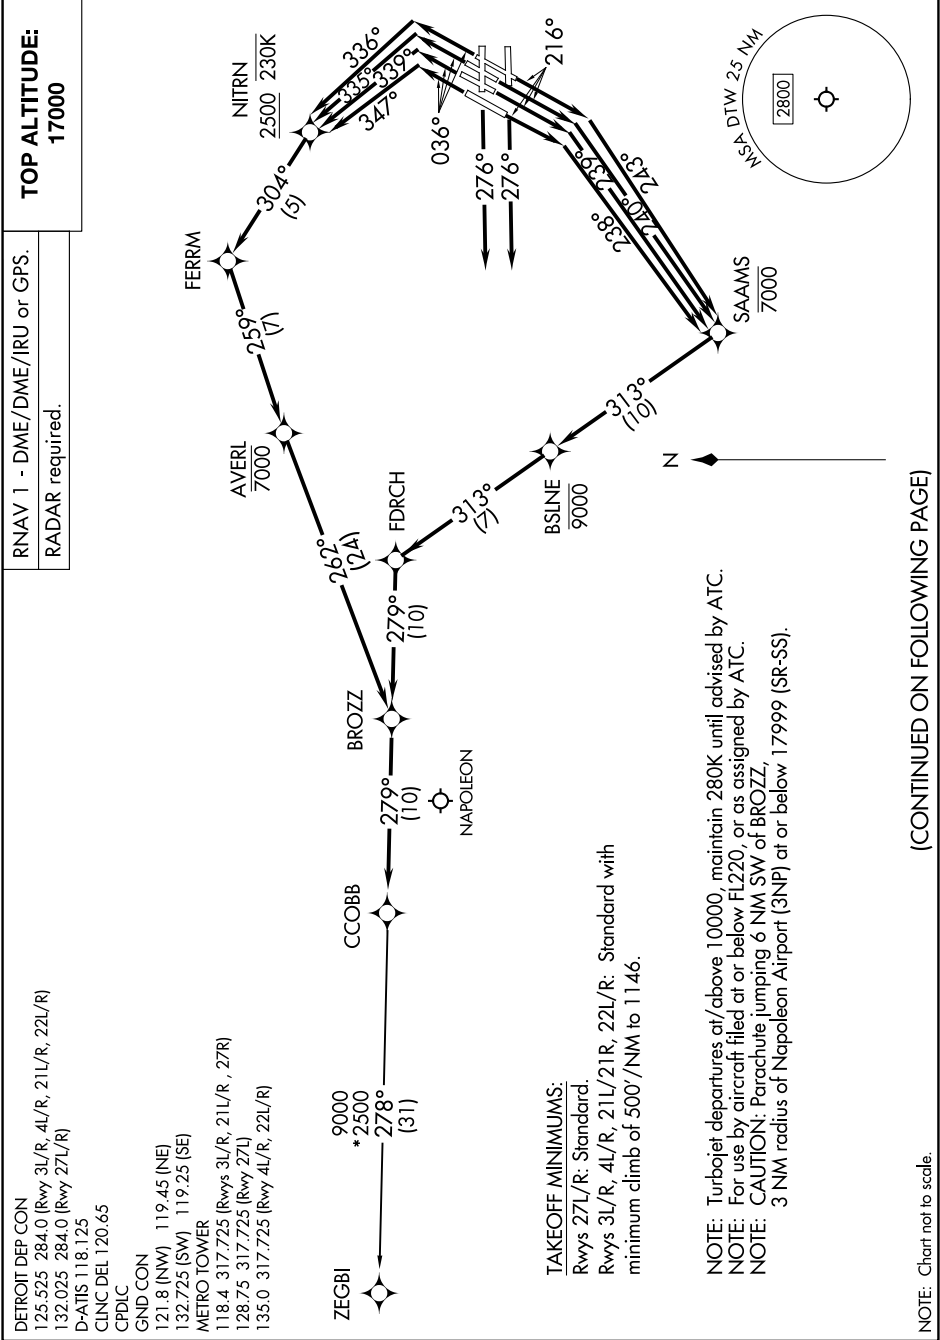 DETROIT DEP CON
125.525 284.0 (Rwy 3L/R, 4L/R, 21L/R, 22L/R)
132.025 284.0 (Rwy 27L/R)
D-ATIS 118.125
CLNC DEL 120.65
CPDLC
GND CON
121.8 (NW) 119.45 (NE)
132.725 (SW) 119.25 (SE)
METRO TOWER
118.4 317.725 (Rwys 3L/R, 21L/R , 27R)
128.75 317.725 (Rwy 27L)
135.0 317.725 (Rwy 4L/R, 22L/R)
RNAV 1 - DME/DME/IRU or GPS.
RADAR required.
TOP ALTITUDE:
17000
NITRN
2500 230K
336°
335°
339°
347°
036°
216°
276°
276°
304°
(5)
FERRM
259°
(7)
AVERL
7000
262°
(24)
239°
238°
240°
243°
SAAMS
7000
313°
(10)
BSLNE
9000
313°
(7)
FDRCH
279°
(10)
BROZZ
279°
(10)
NAPOLEON
CCOBB
9000
*2500
278°
(31)
ZEGBI
MSA DTW 25 NM
2800
N
TAKEOFF MINIMUMS:
Rwys 27L/R: Standard.
Rwys 3L/R, 4L/R, 21L/21R, 22L/R: Standard with
minimum climb of 500'/NM to 1146.
NOTE: Turbojet departures at/above 10000, maintain 280K until advised by ATC.
NOTE: For use by aircraft filed at or below FL220, or as assigned by ATC.
NOTE: CAUTION: Parachute jumping 6 NM SW of BROZZ,
3 NM radius of Napoleon Airport (3NP) at or below 17999 (SR-SS).
(CONTINUED ON FOLLOWING PAGE)
NOTE: Chart not to scale.